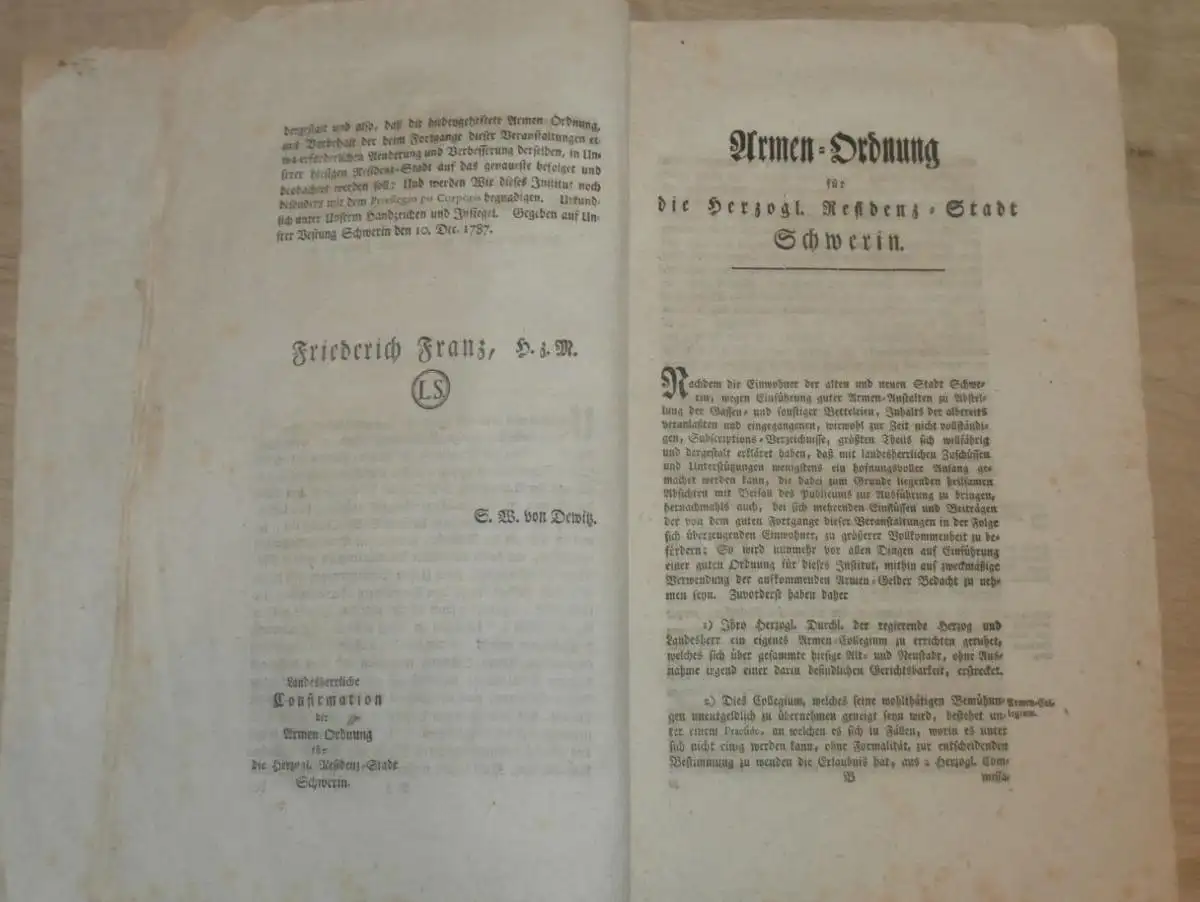 dergestalt und also, daß die hiebengeheftete Armen-Ordnung,
mit Vorbehalt der beim Fortgange dieser Veranstaltungen et-
wa erforderlichen Aenderung und Verbesserung derselben, in Un-
serer hiesigen Residenz-Stadt auf das genaueste befolget und
beobachtet werden soll: Und werden Wir dieses Institut noch
besonders mit dem Privilegio pii Corporis begnadigen. Urkund-
lich unter Unserm Handzeichen und Insiegel. Gegeben auf Un-
srer Vestung Schwerin den 10. Dec. 1787.
Friederich Franz, H. z. M.
LS.
S. W. von Dewitz.
Landesherrliche
Confirmation
der
Armen Ordnung
für
die Herzogl. Residenz-Stadt
Schwerin.
Armen-Ordnung
für
die Herzogl. Residenz-Stadt
Schwerin.
Nachdem die Einwohner der alten und neuen Stadt Schwe-
rin, wegen Einführung guter Armen-Anstalten zu Abstel-
lung der Gassen- und sonstiger Betteleien, Inhalts der albereits
veranlaßten und eingegangenen, wiewohl zur Zeit nicht vollständi-
gen, Subscriptions-Verzeichnisse, größten Theils sich willfährig
und dergestalt erkläret haben, daß mit landesherrlichen Zuschüssen
und Unterstützungen wenigstens ein hofnungsvoller Anfang ge-
machet werden kann, die dabei zum Grunde liegenden heilsamen
Absichten mit Beifall des Publicums zur Ausführung zu bringen,
hernachmahls auch, bei sich mehrenden Einflüssen und Beiträgen
der von dem guten Fortgange dieser Veranstaltungen in der Folge
sich überzeugenden Einwohner, zu größerer Vollkommenheit zu be-
fördern: So wird nunmehr vor allen Dingen auf Einführung
einer guten Ordnung für dieses Institut, mithin auf zweckmäßige
Verwendung der aufkommenden Armen-Gelder Bedacht zu neh-
men seyn. Zuvorderst haben daher
1) Ihro Herzogl. Durchl. der regierende Herzog und
Landesherr ein eigenes Armen-Collegium zu errichten geruhet,
welches sich über gesammte hiesige Alt- und Neustadt, ohne Aus-
nahme irgend einer darin befindlichen Gerichtsbarkeit, erstrecket.
2) Dies Collegium, welches seine wohlthätigen Bemühun-
gen unentgeldlich zu übernehmen geneigt seyn wird, bestehet un-
ter einem Praeside, an welchen es sich in Fällen, worin es unter
sich nicht einig werden kann, ohne Formalität, zur entscheidenden
Bestimmung zu wenden die Erlaubnis hat, aus 2 Herzogl. Com-
Armen-Col-
legium.
B
missa-